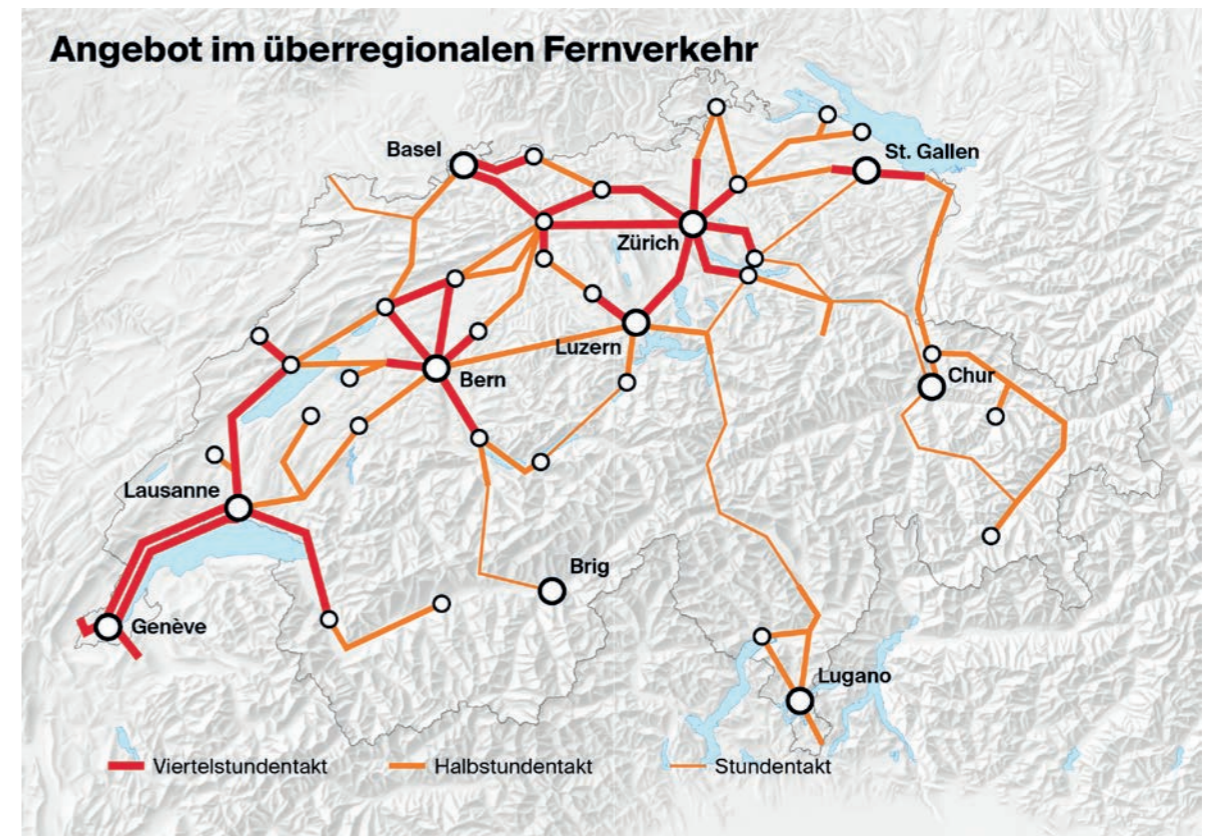 Angebot im überregionalen Fernverkehr
Basel
St. Gallen
Zürich
Luzern
Bern
Chur
Lausanne
Brig
Genève
Lugano
Viertelstundentakt
Halbstundentakt
Stundentakt